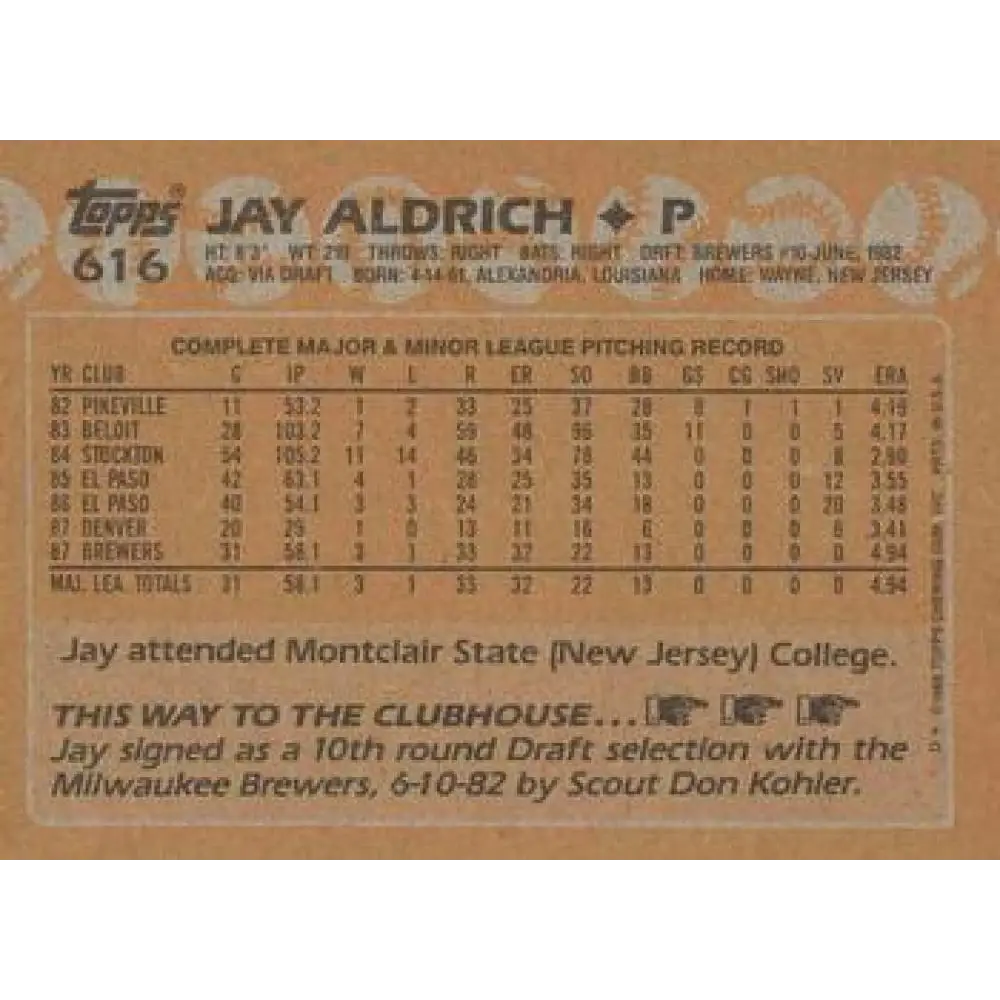 topps® JAY ALDRICH ✦ P
616 HT: 6'3" WT: 210 THROWS: RIGHT BATS: RIGHT DRFT: BREWERS #10-JUNE, 1982
ACQ: VIA DRAFT BORN: 4-14-61, ALEXANDRIA, LOUISIANA HOME: WAYNE, NEW JERSEY
COMPLETE MAJOR & MINOR LEAGUE PITCHING RECORD
YR CLUB G IP W L R ER SO BB GS CG SHO SV ERA
82 PINEVILLE 11 53.2 1 2 33 25 37 28 8 1 1 1 4.19
83 BELOIT 28 103.2 7 4 59 48 96 35 11 0 0 5 4.17
84 STOCKTON 54 105.2 11 14 46 34 78 44 0 0 0 8 2.90
85 EL PASO 42 63.1 4 1 28 25 35 13 0 0 0 12 3.55
86 EL PASO 40 54.1 3 3 24 21 34 18 0 0 0 20 3.48
87 DENVER 20 29 1 0 13 11 16 6 0 0 0 6 3.41
87 BREWERS 31 58.1 3 1 33 32 22 13 0 0 0 0 4.94
MAJ. LEA. TOTALS 31 58.1 3 1 33 32 22 13 0 0 0 0 4.94
Jay attended Montclair State (New Jersey) College.
THIS WAY TO THE CLUBHOUSE...
Jay signed as a 10th round Draft selection with the
Milwaukee Brewers, 6-10-82 by Scout Don Kohler.
D* © 1988 TOPPS CHEWING GUM, INC. PRTD. IN U.S.A.